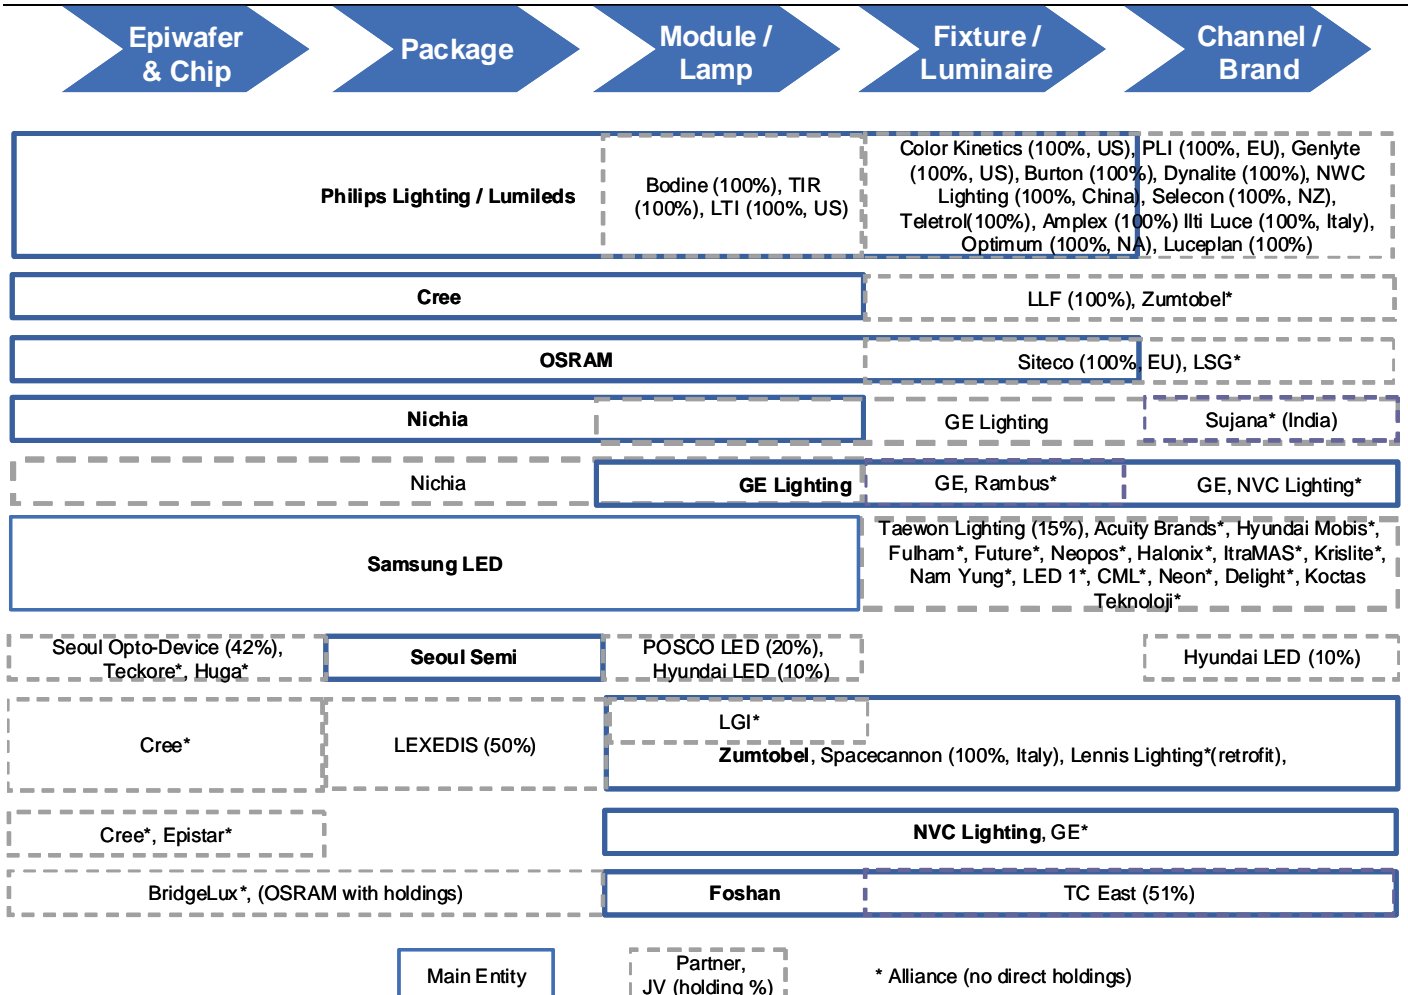 Epiwafer
& Chip
Package
Module /
Lamp
Fixture /
Luminaire
Channel /
Brand
Philips Lighting / Lumileds
Bodine (100%), TIR
(100%), LTI (100%, US)
Color Kinetics (100%, US), PLI (100%, EU), Genlyte
(100%, US), Burton (100%), Dynalite (100%), NWC
Lighting (100%, China), Selecon (100%, NZ),
Teletrol(100%), Amplex (100%) Ilti Luce (100%, Italy),
Optimum (100%, NA), Luceplan (100%)
Cree
LLF (100%), Zumtobel*
OSRAM
Siteco (100%, EU), LSG*
Nichia
GE Lighting
Sujana* (India)
Nichia
GE Lighting
GE, Rambus*
GE, NVC Lighting*
Samsung LED
Taewon Lighting (15%), Acuity Brands*, Hyundai Mobis*,
Fulham*, Future*, Neopos*, Halonix*, ItraMAS*, Krislite*,
Nam Yung*, LED 1*, CML*, Neon*, Delight*, Koctas
Teknoloji*
Seoul Opto-Device (42%),
Teckore*, Huga*
Seoul Semi
POSCO LED (20%),
Hyundai LED (10%)
Hyundai LED (10%)
Cree*
LEXEDIS (50%)
LGI*
Zumtobel, Spacecannon (100%, Italy), Lennis Lighting*(retrofit),
Cree*, Epistar*
NVC Lighting, GE*
BridgeLux*, (OSRAM with holdings)
Foshan
TC East (51%)
Main Entity
Partner,
JV (holding %)
* Alliance (no direct holdings)